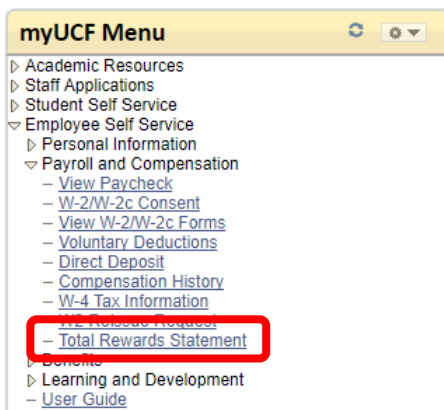 myUCF Menu
Academic Resources
Staff Applications
Student Self Service
Employee Self Service
Personal Information
Payroll and Compensation
– View Paycheck
– W-2/W-2c Consent
– View W-2/W-2c Forms
– Voluntary Deductions
– Direct Deposit
– Compensation History
– W-4 Tax Information
– W2 Reissue Request
– Total Rewards Statement
Benefits
Learning and Development
– User Guide